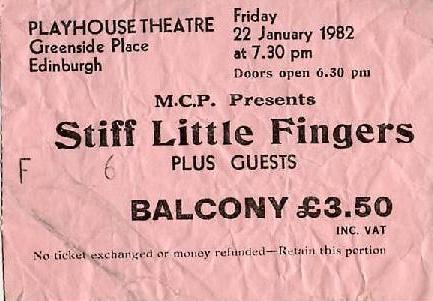 PLAYHOUSE THEATRE
Greenside Place
Edinburgh
Friday
22 January 1982
at 7.30 pm
Doors open 6.30 pm
M.C.P. Presents
Stiff Little Fingers
PLUS GUESTS
F 6
BALCONY £3.50
INC. VAT
No ticket exchanged or money refunded—Retain this portion